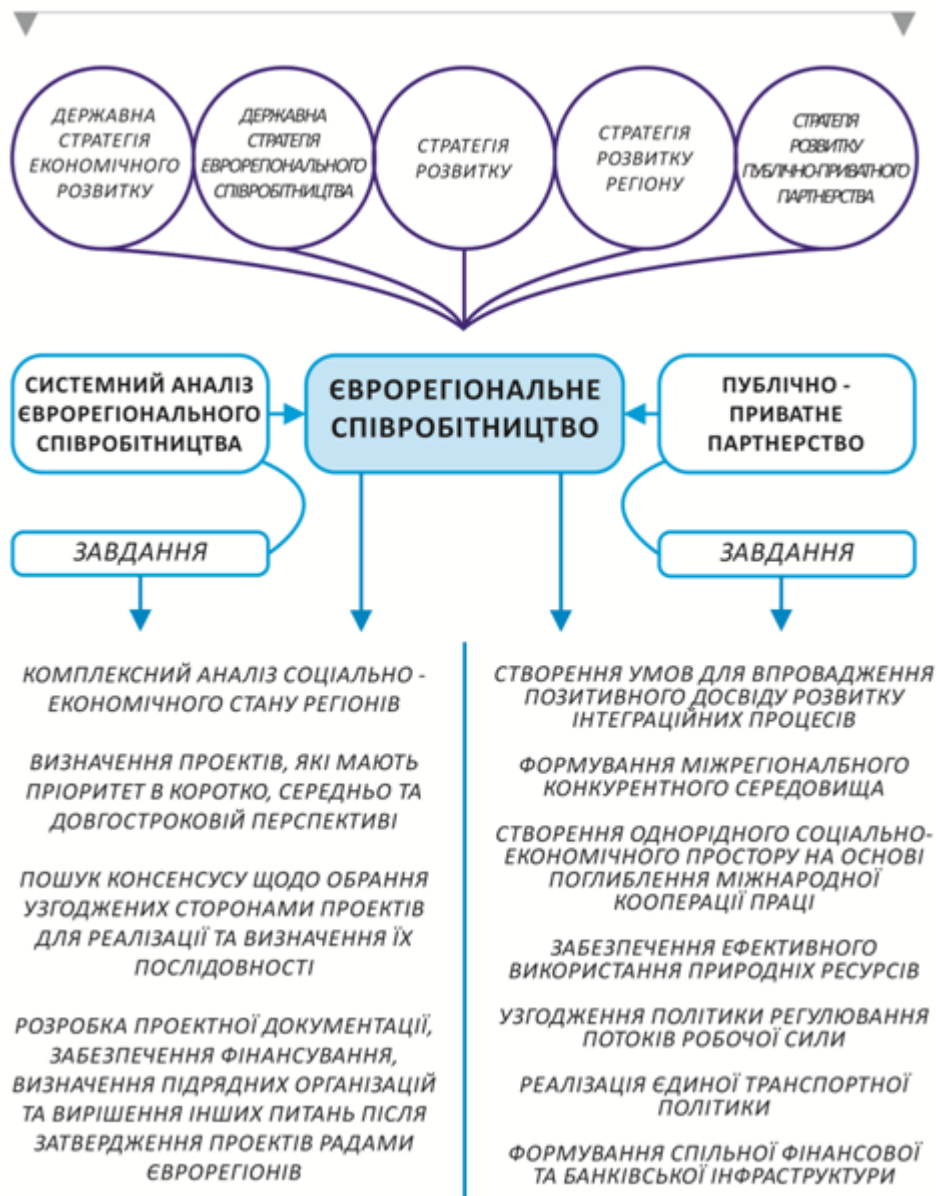 ДЕРЖАВНА
СТРАТЕГІЯ
ЕКОНОМІЧНОГО
РОЗВИТКУ
ДЕРЖАВНА
СТРАТЕГІЯ
ЕВРОРЕГІОНАЛЬНОГО
СПІВРОБІТНИЦТВА
СТРАТЕГІЯ
РОЗВИТКУ
СТРАТЕГІЯ
РОЗВИТКУ
РЕГІОНУ
СТРАТЕГІЯ
РОЗВИТКУ
ПУБЛІЧНО-ПРИВАТНОГО
ПАРТНЕРСТВА
СИСТЕМНИЙ АНАЛІЗ
ЄВРОРЕГІОНАЛЬНОГО
СПІВРОБІТНИЦТВА
ЄВРОРЕГІОНАЛЬНЕ
СПІВРОБІТНИЦТВО
ПУБЛІЧНО -
ПРИВАТНЕ
ПАРТНЕРСТВО
ЗАВДАННЯ
ЗАВДАННЯ
КОМПЛЕКСНИЙ АНАЛІЗ СОЦІАЛЬНО -
ЕКОНОМІЧНОГО СТАНУ РЕГІОНІВ
ВИЗНАЧЕННЯ ПРОЕКТІВ, ЯКІ МАЮТЬ
ПРІОРИТЕТ В КОРОТКО, СЕРЕДНЬО ТА
ДОВГОСТРОКОВІЙ ПЕРСПЕКТИВІ
ПОШУК КОНСЕНСУСУ ЩОДО ОБРАННЯ
УЗГОДЖЕНИХ СТОРОНАМИ ПРОЕКТІВ
ДЛЯ РЕАЛІЗАЦІЇ ТА ВИЗНАЧЕННЯ ЇХ
ПОСЛІДОВНОСТІ
РОЗРОБКА ПРОЕКТНОЇ ДОКУМЕНТАЦІЇ,
ЗАБЕЗПЕЧЕННЯ ФІНАНСУВАННЯ,
ВИЗНАЧЕННЯ ПІДРЯДНИХ ОРГАНІЗАЦІЙ
ТА ВИРІШЕННЯ ІНШИХ ПИТАНЬ ПІСЛЯ
ЗАТВЕРДЖЕННЯ ПРОЕКТІВ РАДАМИ
ЄВРОРЕГІОНІВ
СТВОРЕННЯ УМОВ ДЛЯ ВПРОВАДЖЕННЯ
ПОЗИТИВНОГО ДОСВІДУ РОЗВИТКУ
ІНТЕГРАЦІЙНИХ ПРОЦЕСІВ
ФОРМУВАННЯ МІЖРЕГІОНАЛБНОГО
КОНКУРЕНТНОГО СЕРЕДОВИЩА
СТВОРЕННЯ ОДНОРІДНОГО СОЦІАЛЬНО-
ЕКОНОМІЧНОГО ПРОСТОРУ НА ОСНОВІ
ПОГЛИБЛЕННЯ МІЖНАРОДНОЇ
КООПЕРАЦІЇ ПРАЦІ
ЗАБЕЗПЕЧЕННЯ ЕФЕКТИВНОГО
ВИКОРИСТАННЯ ПРИРОДНІХ РЕСУРСІВ
УЗГОДЖЕННЯ ПОЛІТИКИ РЕГУЛЮВАННЯ
ПОТОКІВ РОБОЧОЇ СИЛИ
РЕАЛІЗАЦІЯ ЄДИНОЇ ТРАНСПОРТНОЇ
ПОЛІТИКИ
ФОРМУВАННЯ СПІЛЬНОЇ ФІНАНСОВОЇ
ТА БАНКІВСЬКОЇ ІНФРАСТРУКТУРИ